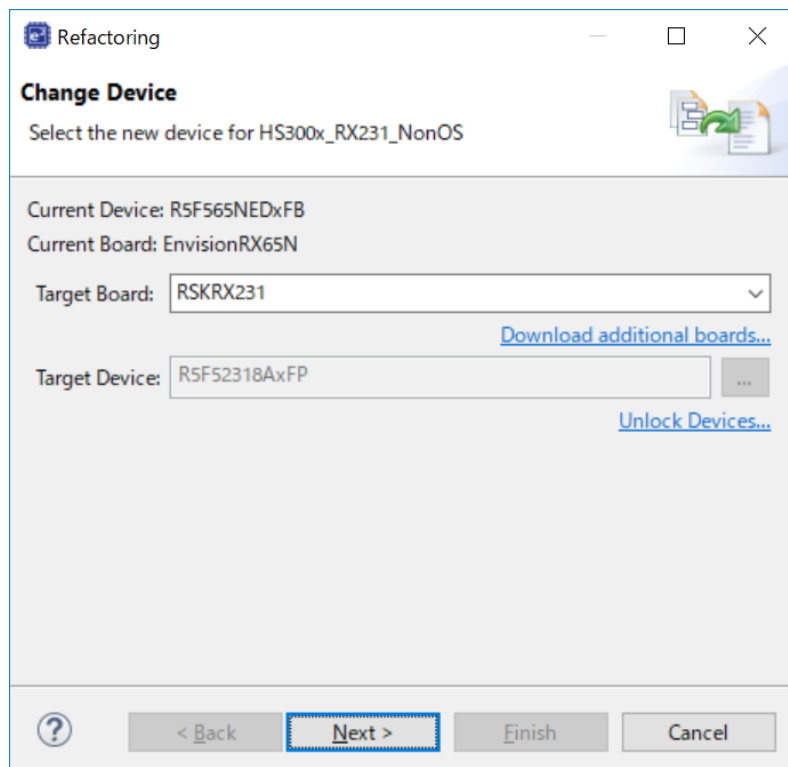 Refactoring
Change Device
Select the new device for HS300x_RX231_NonOS
Current Device: R5F565NEDxFB
Current Board: EnvisionRX65N
Target Board: RSKRX231
Download additional boards...
Target Device: R5F52318AxFP ...
Unlock Devices...
? < Back Next > Finish Cancel